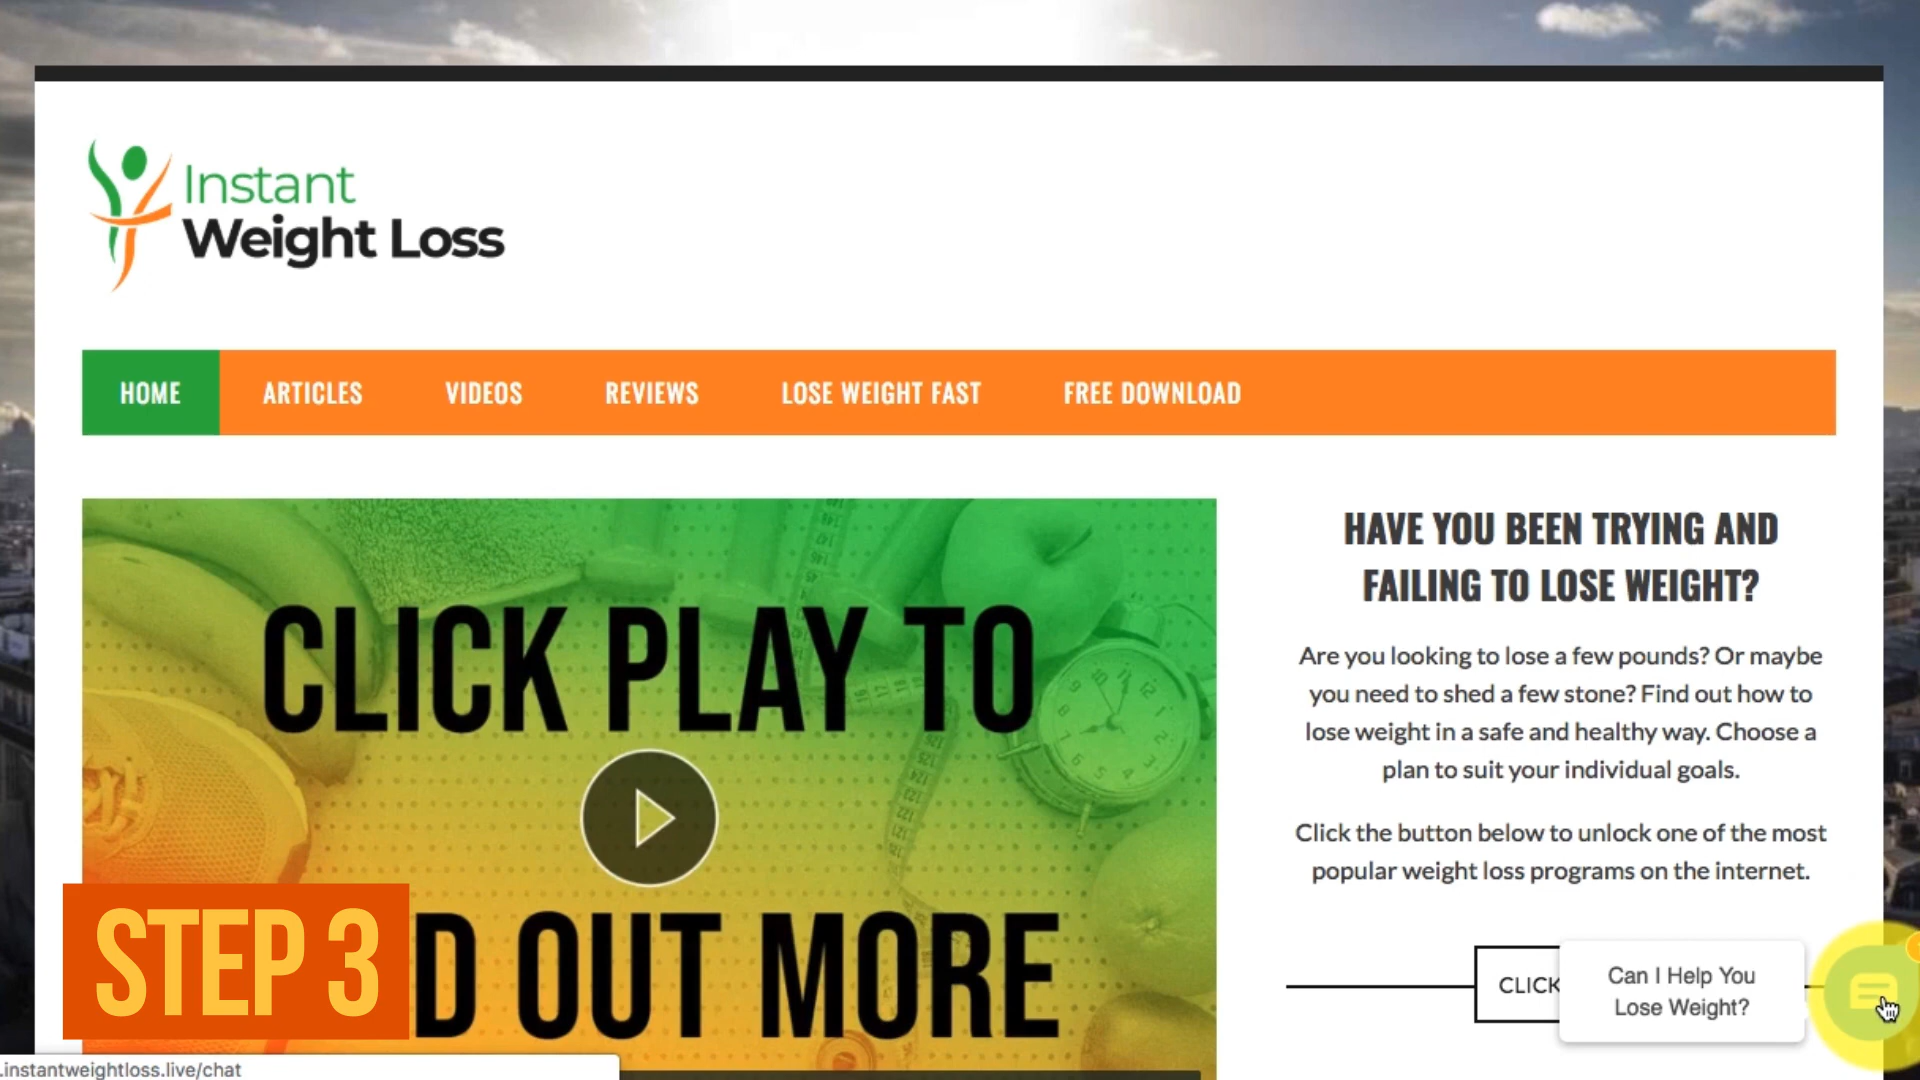 Instant
Weight Loss
HOME ARTICLES VIDEOS REVIEWS LOSE WEIGHT FAST FREE DOWNLOAD
CLICK PLAY TO
D OUT MORE
HAVE YOU BEEN TRYING AND
FAILING TO LOSE WEIGHT?
Are you looking to lose a few pounds? Or maybe
you need to shed a few stone? Find out how to
lose weight in a safe and healthy way. Choose a
plan to suit your individual goals.
Click the button below to unlock one of the most
popular weight loss programs on the internet.
CLICK
Can I Help You
Lose Weight?
STEP 3
.instantweightloss.live/chat